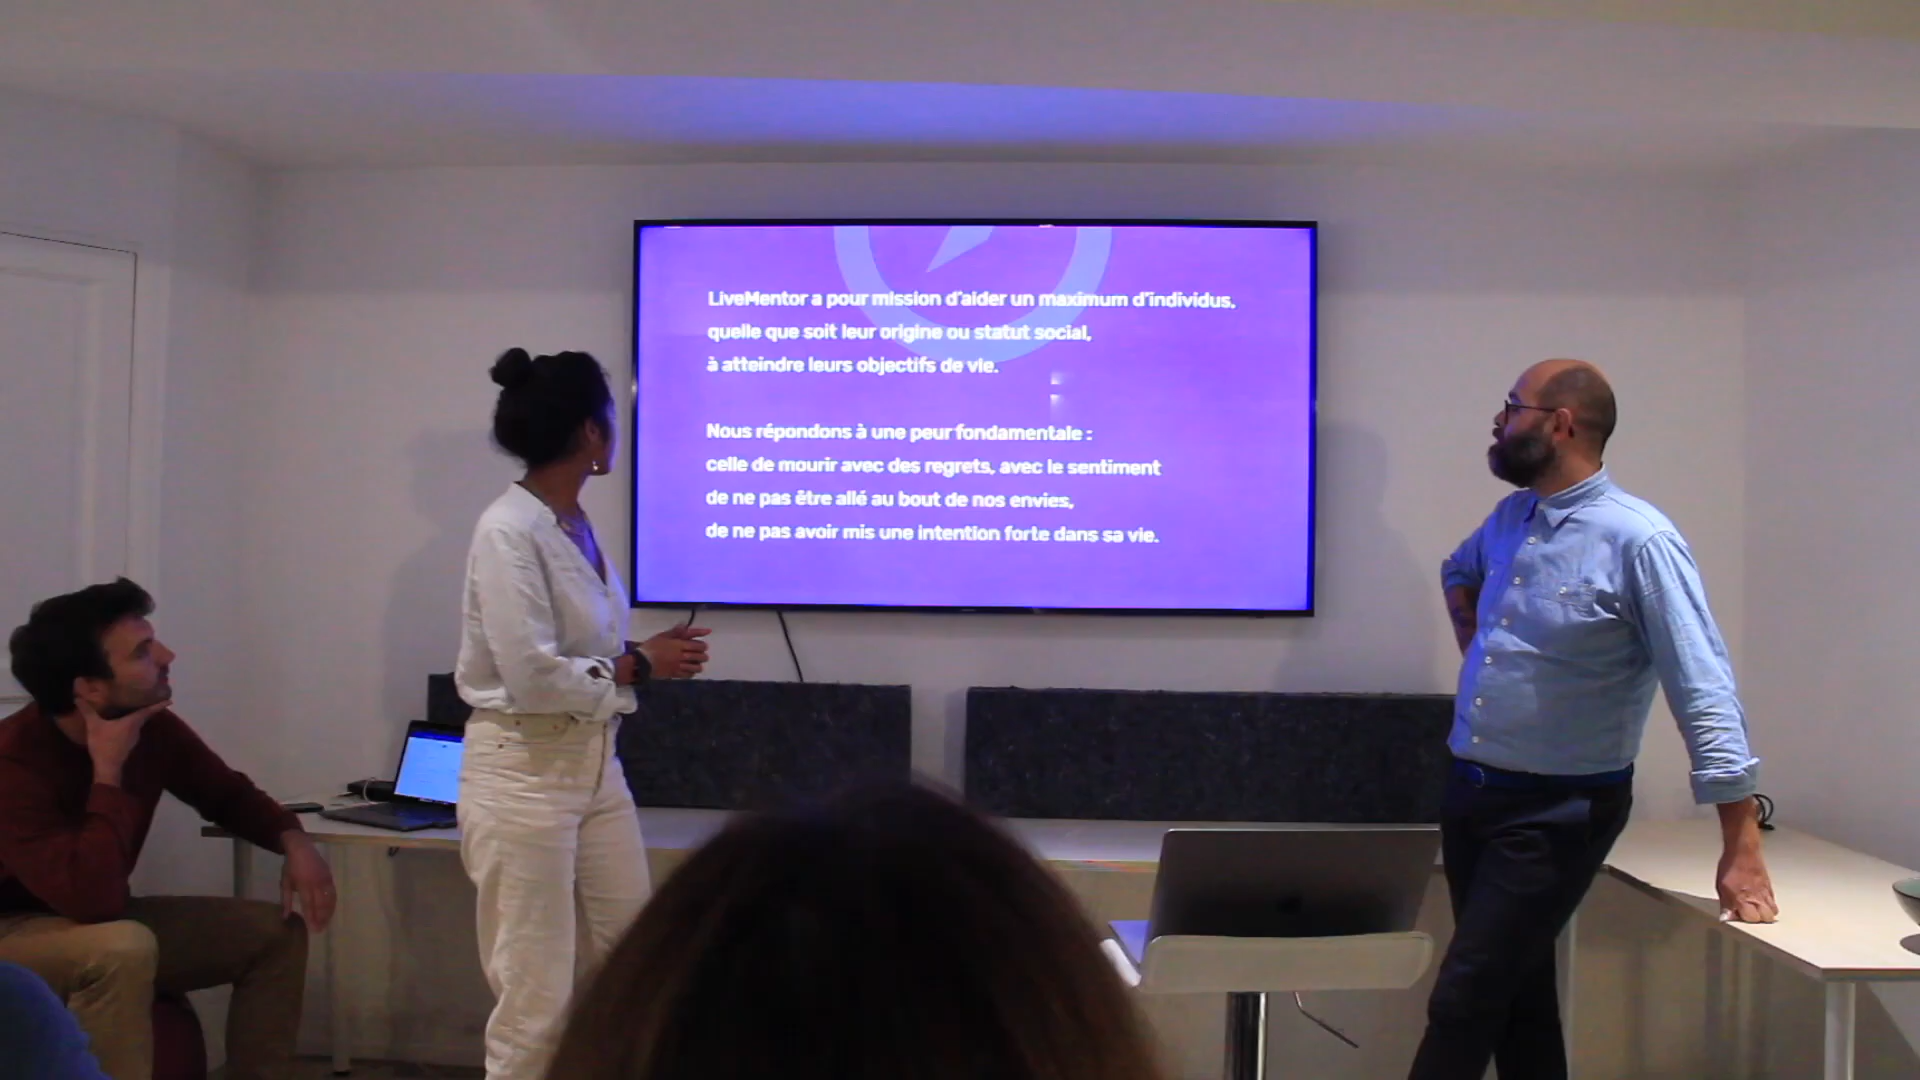 LiveMentor a pour mission d'aider un maximum d'individus,
quelle que soit leur origine ou statut social,
à atteindre leurs objectifs de vie.
Nous répondons à une peur fondamentale :
celle de mourir avec des regrets, avec le sentiment
de ne pas être allé au bout de nos envies,
de ne pas avoir mis une intention forte dans sa vie.